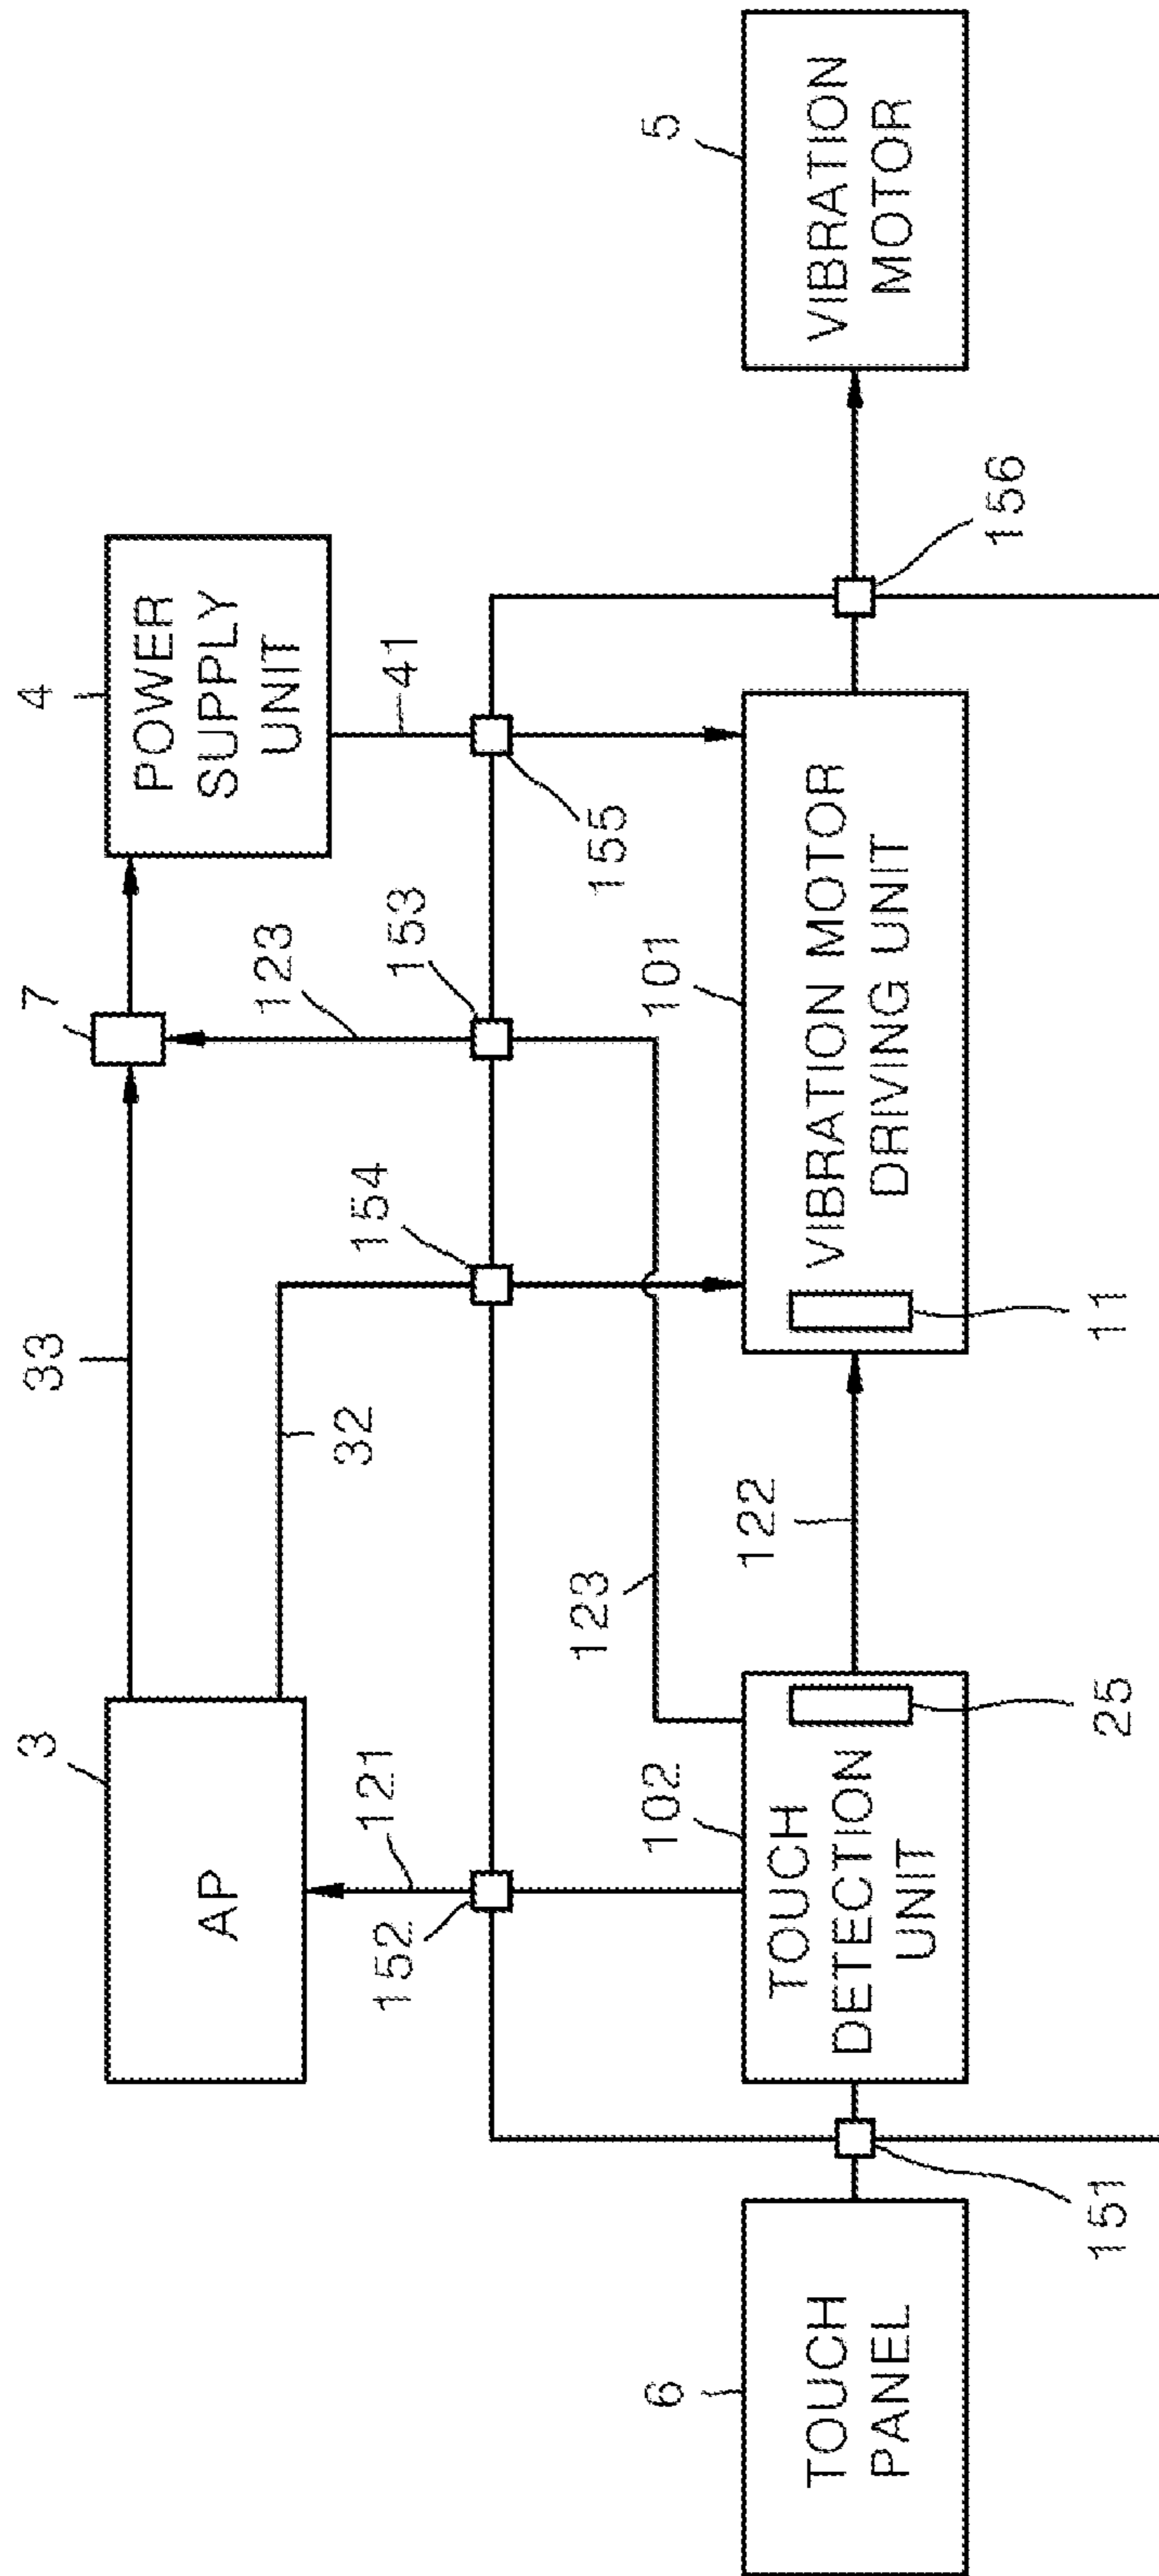 33
7
4
3
AP
POWER
SUPPLY
UNIT
32
123
41
121
154
153
152
155
5
123
6
102
122
101
TOUCH
PANEL
TOUCH
DETECTION
UNIT
VIBRATION MOTOR
DRIVING UNIT
VIBRATION
MOTOR
151
25
11
156